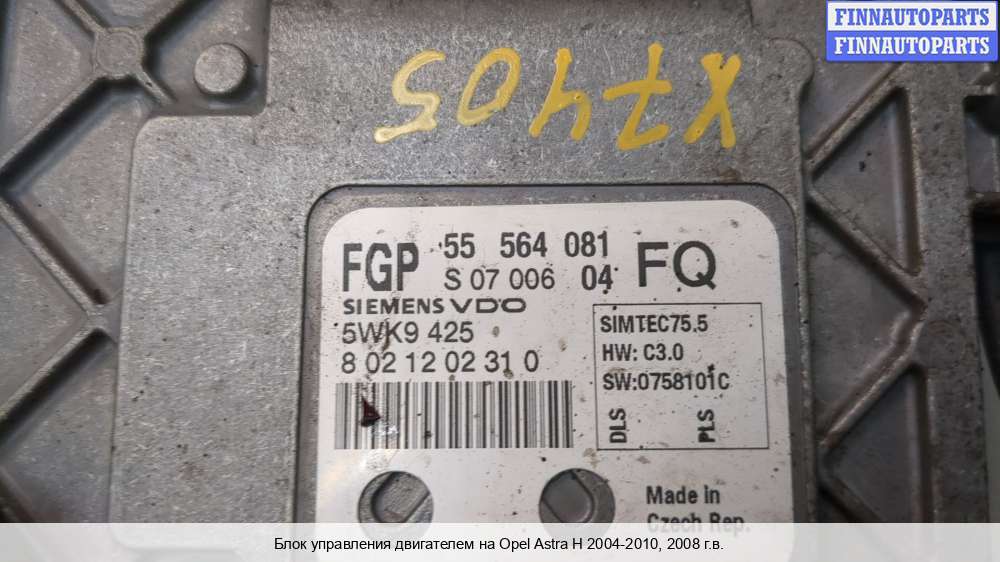 FINNAUTOPARTS
FINNAUTOPARTS
X7405
FGP 55 564 081 FQ
S 07 006 04
SIEMENS VDO
5WK9 425
8 02 12 02 31 0
SIMTEC75.5
HW: C3.0
SW:0758101C
DLS PLS
Made in
Czech Rep.
Блок управления двигателем на Opel Astra H 2004-2010, 2008 г.в.